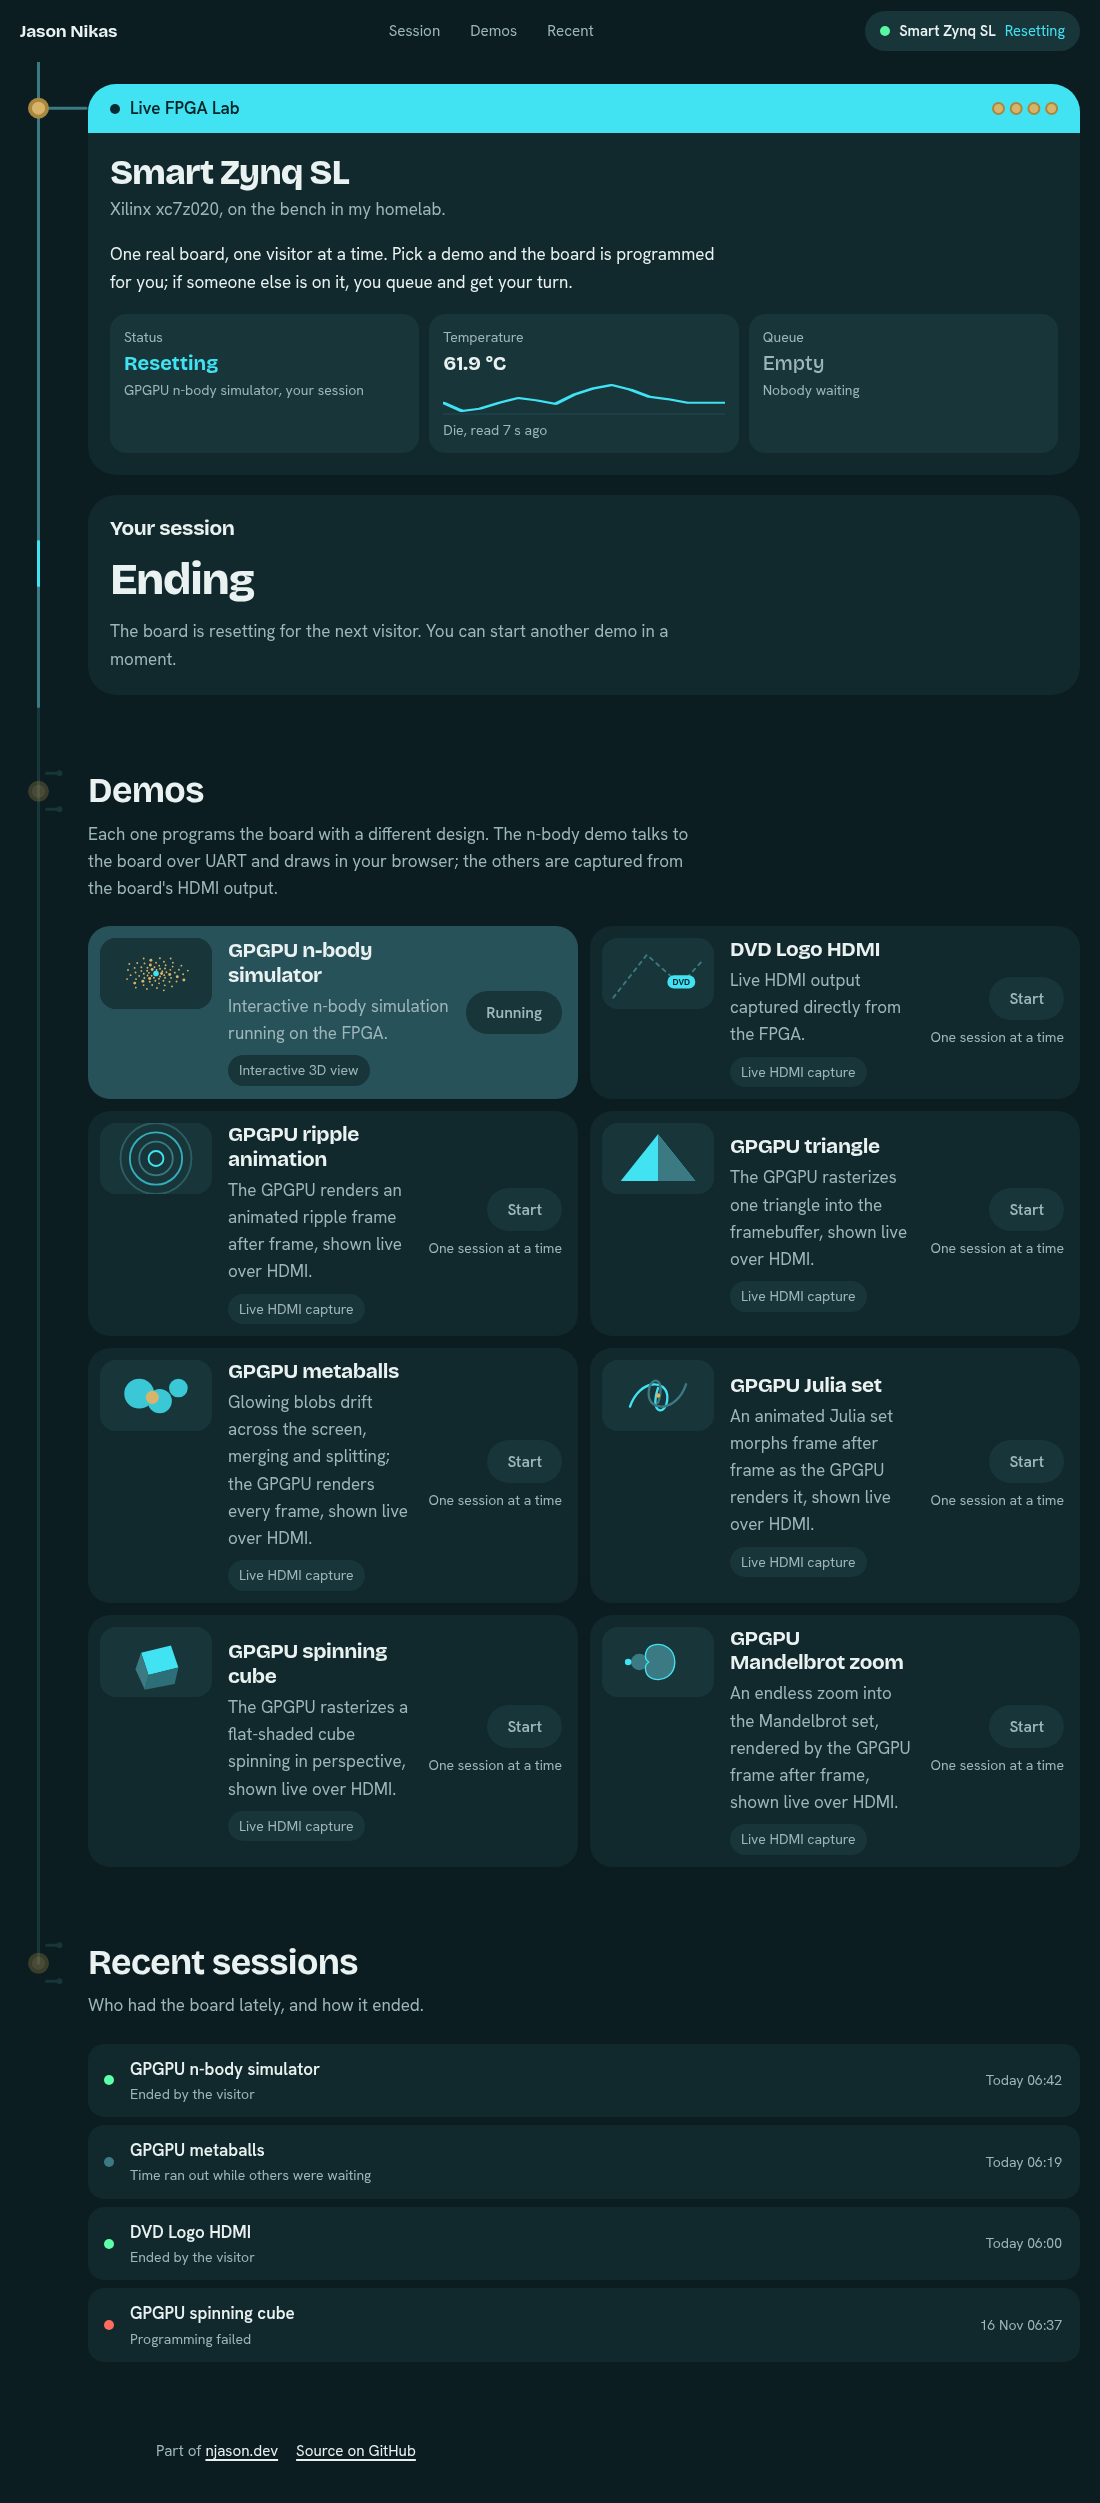 Jason Nikas
Session
Demos
Recent
Smart Zynq SL Resetting
Live FPGA Lab
Smart Zynq SL
Xilinx xc7z020, on the bench in my homelab.
One real board, one visitor at a time. Pick a demo and the board is programmed
for you; if someone else is on it, you queue and get your turn.
Status
Resetting
GPGPU n-body simulator, your session
Temperature
61.9 °C
Die, read 7 s ago
Queue
Empty
Nobody waiting
Your session
Ending
The board is resetting for the next visitor. You can start another demo in a
moment.
Demos
Each one programs the board with a different design. The n-body demo talks to
the board over UART and draws in your browser; the others are captured from
the board's HDMI output.
GPGPU n-body
simulator
Interactive n-body simulation
running on the FPGA.
Interactive 3D view
Running
DVD
DVD Logo HDMI
Live HDMI output
captured directly from
the FPGA.
Live HDMI capture
Start
One session at a time
GPGPU ripple
animation
The GPGPU renders an
animated ripple frame
after frame, shown live
over HDMI.
Live HDMI capture
Start
One session at a time
GPGPU triangle
The GPGPU rasterizes
one triangle into the
framebuffer, shown live
over HDMI.
Live HDMI capture
Start
One session at a time
GPGPU metaballs
Glowing blobs drift
across the screen,
merging and splitting;
the GPGPU renders
every frame, shown live
over HDMI.
Live HDMI capture
Start
One session at a time
GPGPU Julia set
An animated Julia set
morphs frame after
frame as the GPGPU
renders it, shown live
over HDMI.
Live HDMI capture
Start
One session at a time
GPGPU spinning
cube
The GPGPU rasterizes a
flat-shaded cube
spinning in perspective,
shown live over HDMI.
Live HDMI capture
Start
One session at a time
GPGPU
Mandelbrot zoom
An endless zoom into
the Mandelbrot set,
rendered by the GPGPU
frame after frame,
shown live over HDMI.
Live HDMI capture
Start
One session at a time
Recent sessions
Who had the board lately, and how it ended.
GPGPU n-body simulator
Ended by the visitor
Today 06:42
GPGPU metaballs
Time ran out while others were waiting
Today 06:19
DVD Logo HDMI
Ended by the visitor
Today 06:00
GPGPU spinning cube
Programming failed
16 Nov 06:37
Part of njason.dev Source on GitHub